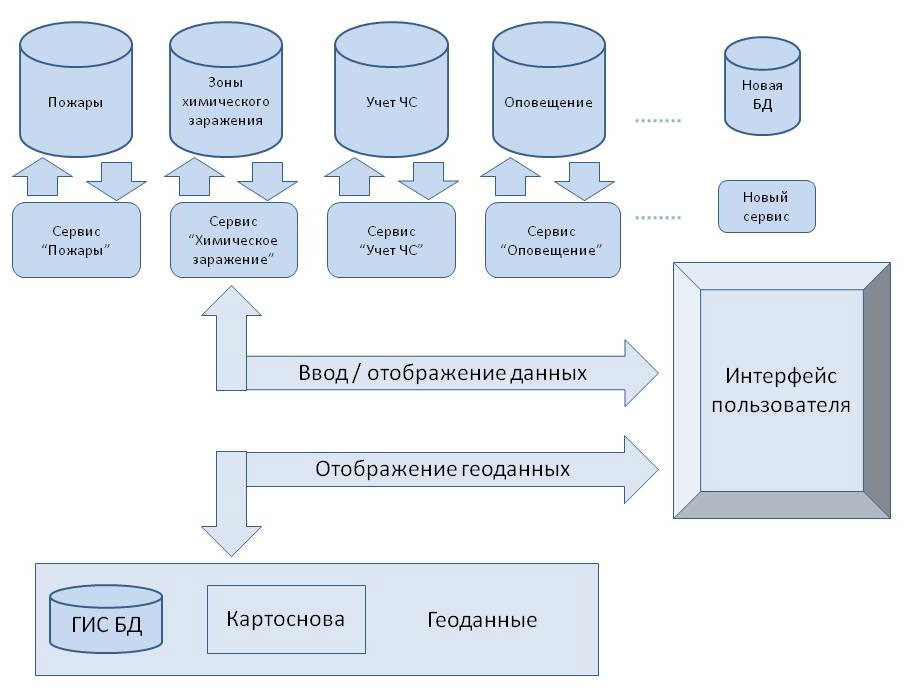 Пожары
Зоны
химического
заражения
Учет ЧС
Оповещение
........
Новая
БД
Сервис
“Пожары”
Сервис
“Химическое
заражение”
Сервис
“Учет ЧС”
Сервис
“Оповещение”
........
Новый
сервис
Ввод / отображение данных
Интерфейс
пользователя
Отображение геоданных
ГИС БД
Картоснова
Геоданные